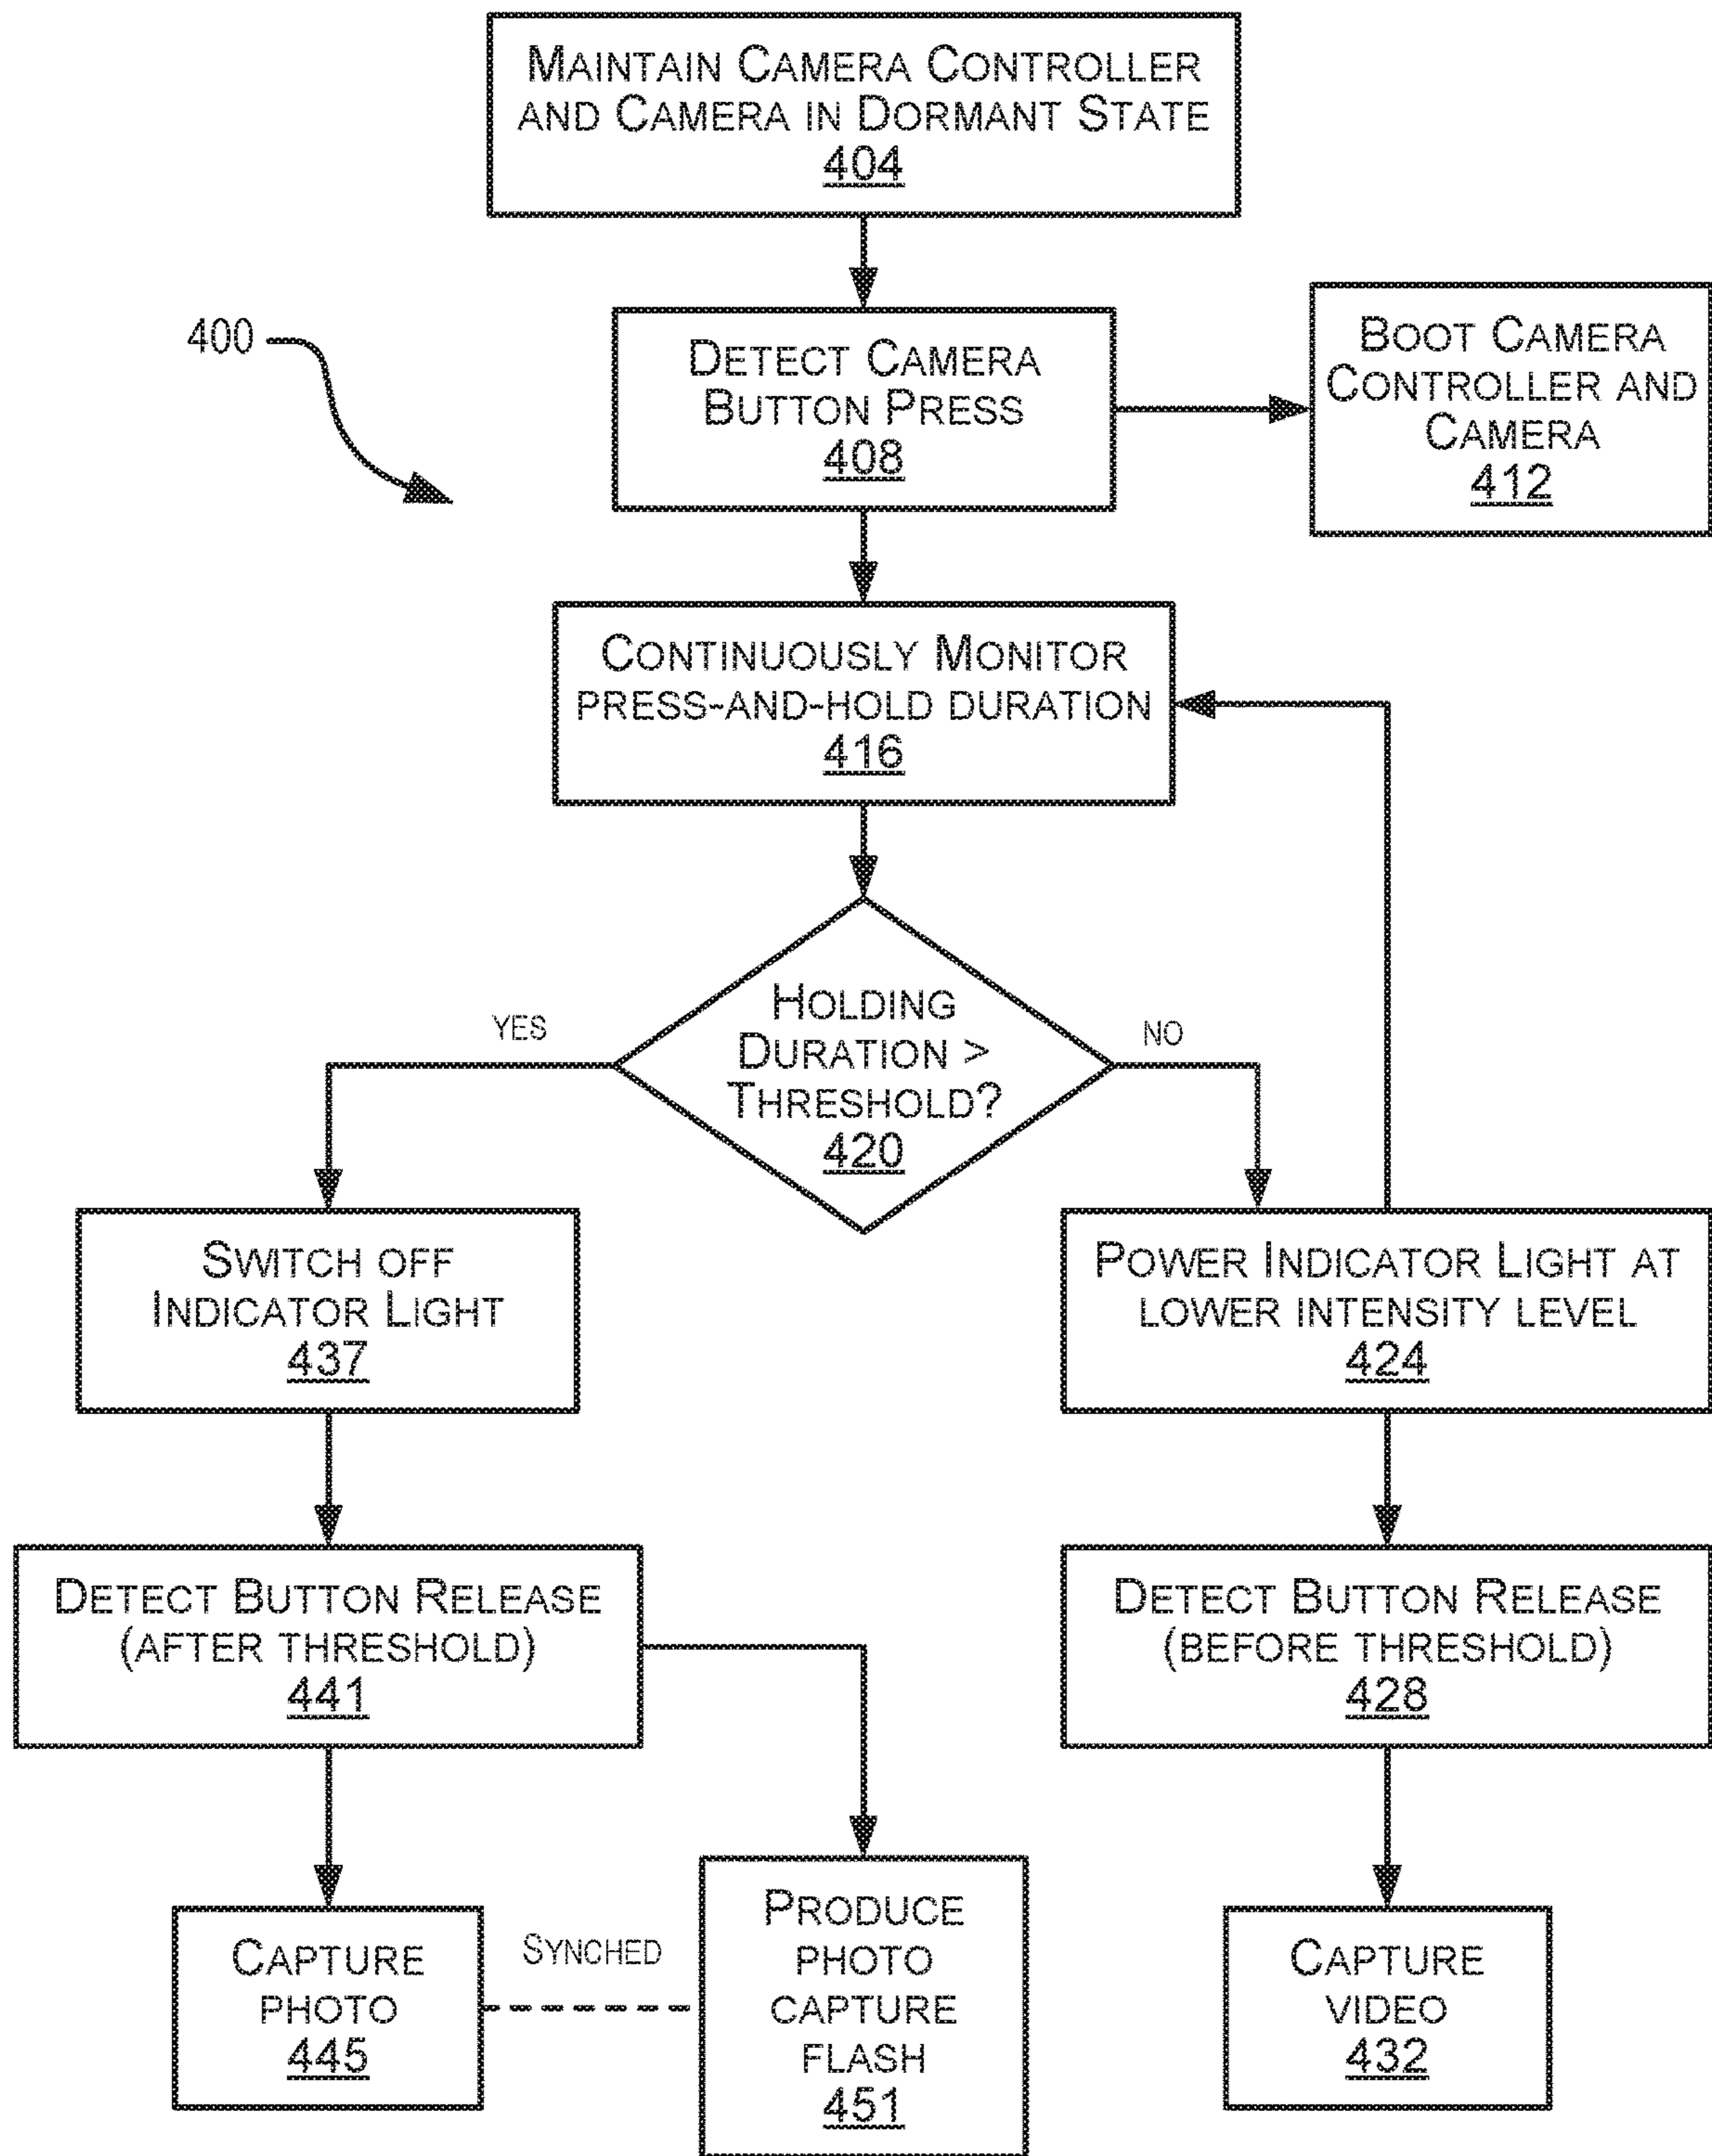 MAINTAIN CAMERA CONTROLLER
AND CAMERA IN DORMANT STATE
404
400
DETECT CAMERA
BUTTON PRESS
408
BOOT CAMERA
CONTROLLER AND
CAMERA
412
CONTINUOUSLY MONITOR
PRESS-AND-HOLD DURATION
416
HOLDING
DURATION >
THRESHOLD?
420
YES
NO
SWITCH OFF
INDICATOR LIGHT
437
POWER INDICATOR LIGHT AT
LOWER INTENSITY LEVEL
424
DETECT BUTTON RELEASE
(AFTER THRESHOLD)
441
DETECT BUTTON RELEASE
(BEFORE THRESHOLD)
428
CAPTURE
PHOTO
445
SYNCHED
PRODUCE
PHOTO
CAPTURE
FLASH
451
CAPTURE
VIDEO
432